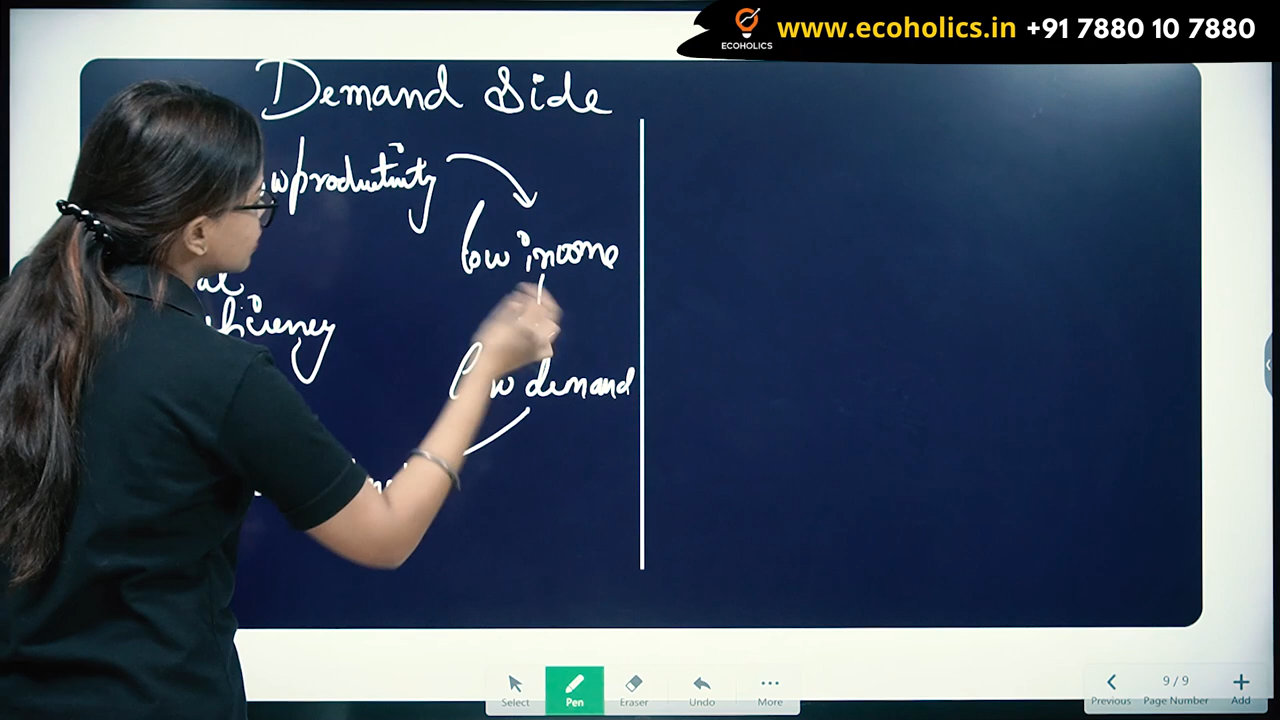 ECOHOLICS
www.ecoholics.in +91 7880 10 7880
Demand Side
productivity
low income
low demand
Select
Pen
Eraser
Undo
More
Previous
9 / 9
Page Number
Add